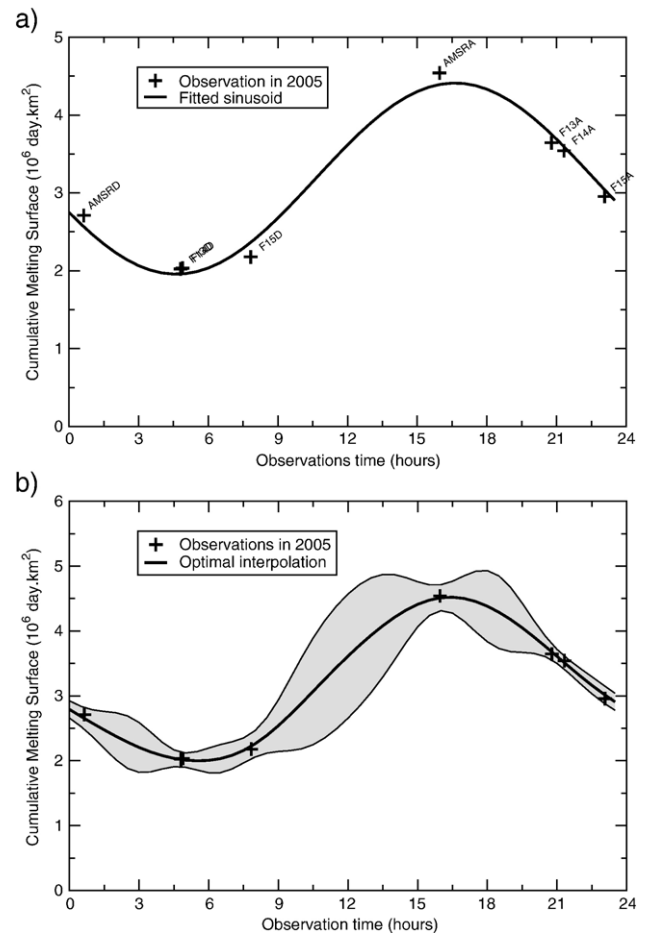 a)
5
4
3
2
1
0
Cumulative Melting Surface (10⁶ day.km²)
Observation in 2005
Fitted sinusoid
AMSRD
F15D
AMSRA
F13A
F14A
F15A
0 3 6 9 12 15 18 21 24
Observations time (hours)
b)
6
5
4
3
2
1
0
Cumulative Melting Surface (10⁶ day.km²)
Observations in 2005
Optimal interpolation
0 3 6 9 12 15 18 21 24
Observation time (hours)